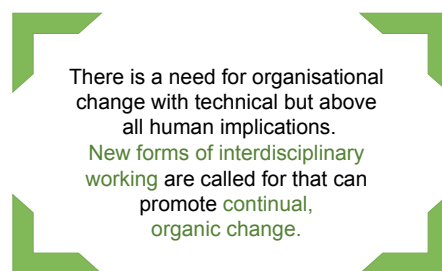 There is a need for organisational
change with technical but above
all human implications.
New forms of interdisciplinary
working are called for that can
promote continual,
organic change.